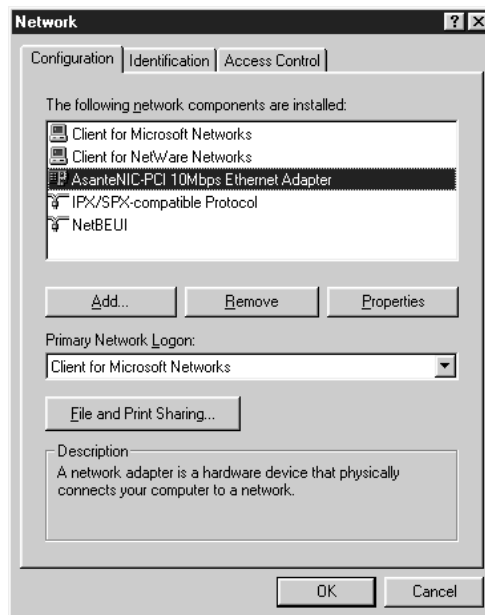 Network
Configuration Identification Access Control
The following network components are installed:
Client for Microsoft Networks
Client for NetWare Networks
AsanteNIC-PCI 10Mbps Ethernet Adapter
IPX/SPX-compatible Protocol
NetBEUI
Add... Remove Properties
Primary Network Logon:
Client for Microsoft Networks
File and Print Sharing...
Description
A network adapter is a hardware device that physically
connects your computer to a network.
OK Cancel